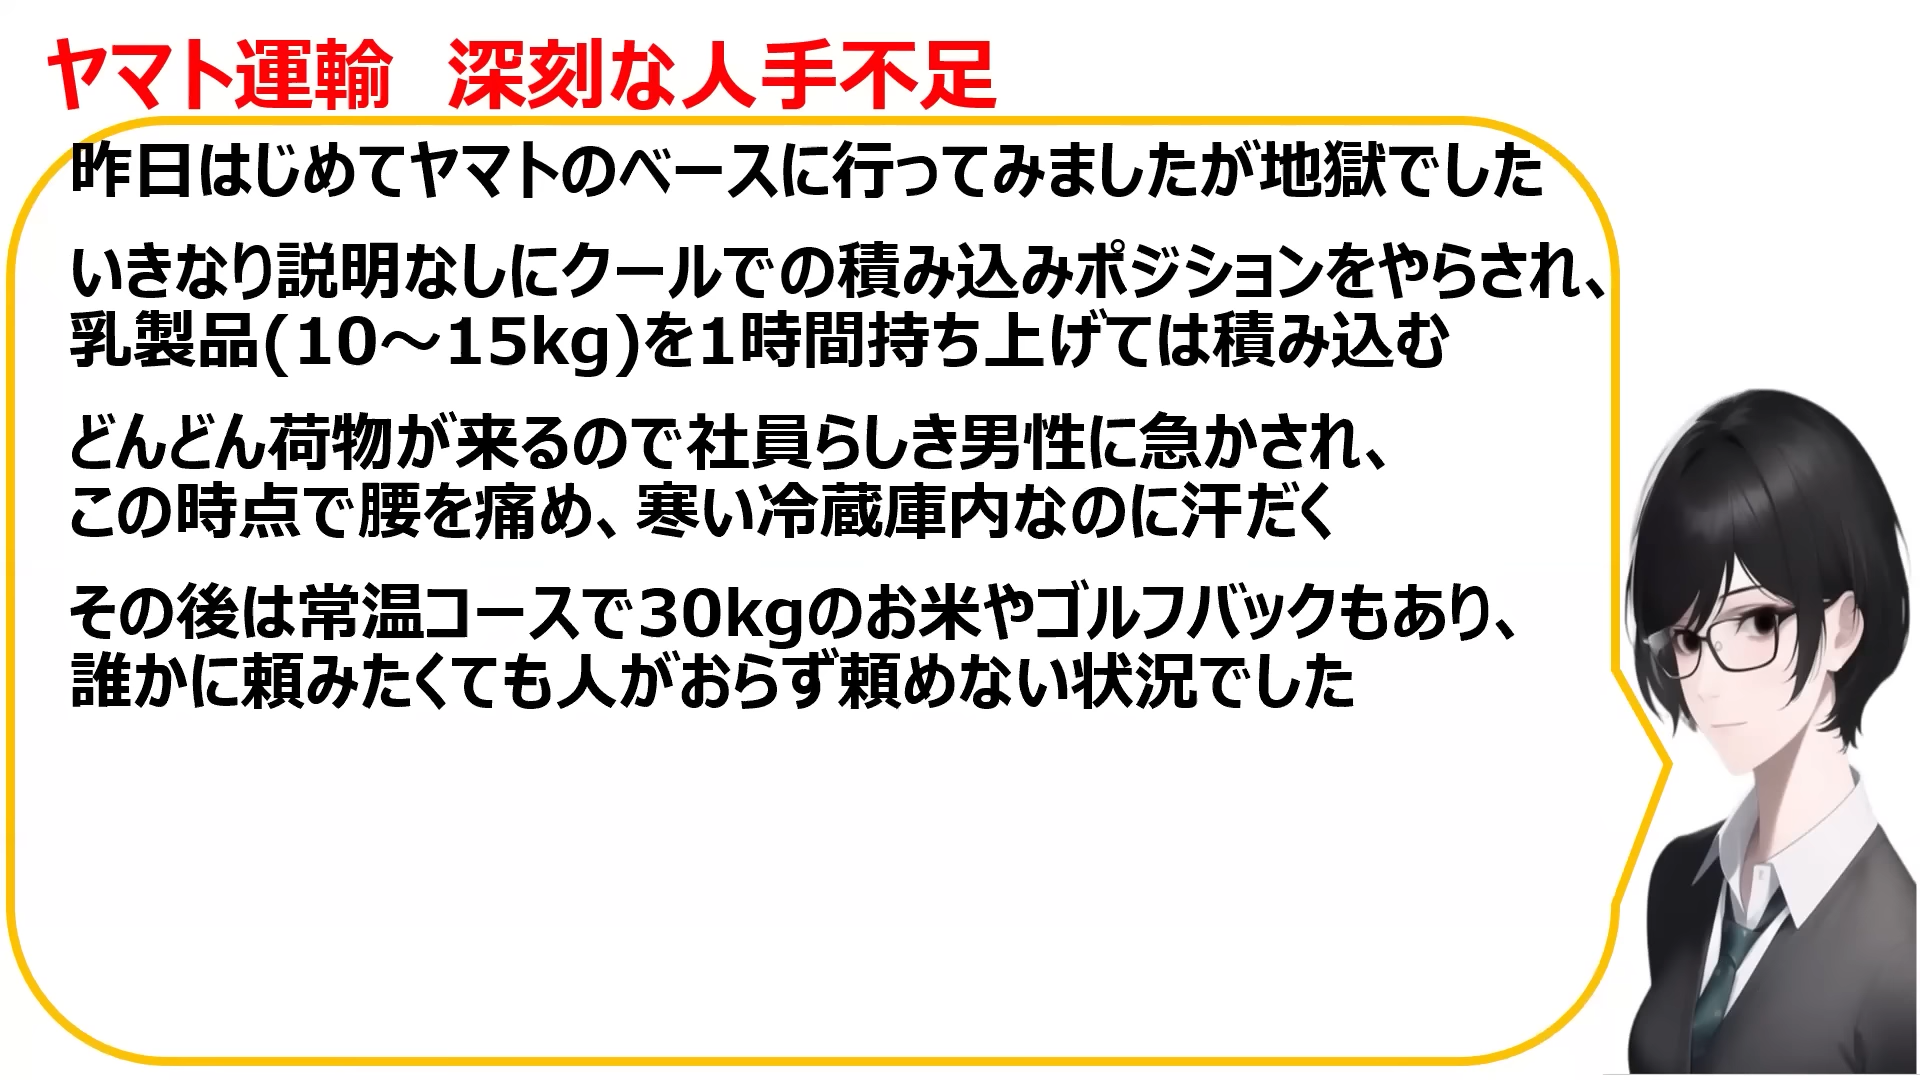 ヤマト運輸　深刻な人手不足
昨日はじめてヤマトのベースに行ってみましたが地獄でした
いきなり説明なしにクールでの積み込みポジションをやらされ、
乳製品(10～15kg)を1時間持ち上げては積み込む
どんどん荷物が来るので社員らしき男性に急かされ、
この時点で腰を痛め、寒い冷蔵庫内なのに汗だく
その後は常温コースで30kgのお米やゴルフバックもあり、
誰かに頼みたくても人がおらず頼めない状況でした